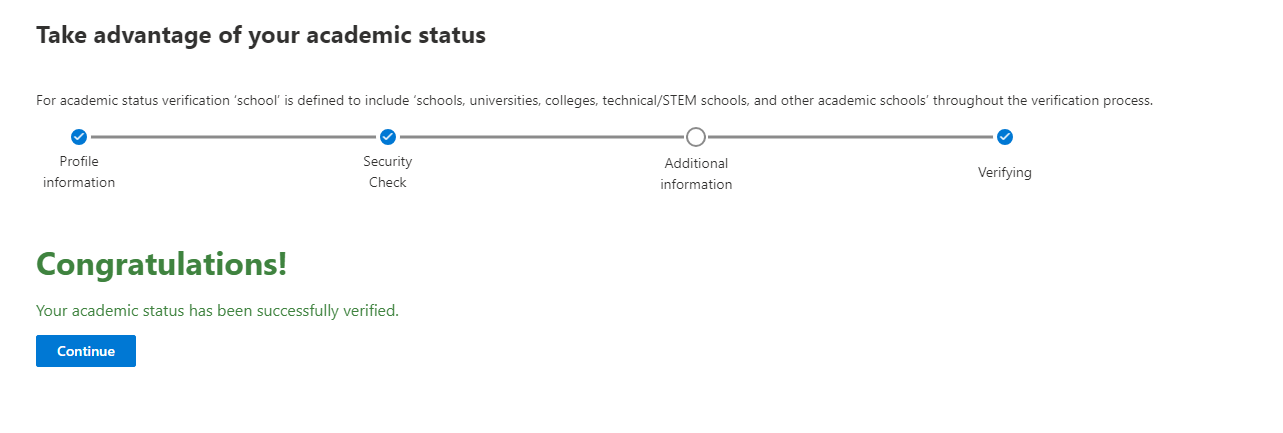 Take advantage of your academic status
For academic status verification ‘school’ is defined to include ‘schools, universities, colleges, technical/STEM schools, and other academic schools’ throughout the verification process.
Profile
information
Security
Check
Additional
information
Verifying
Congratulations!
Your academic status has been successfully verified.
Continue